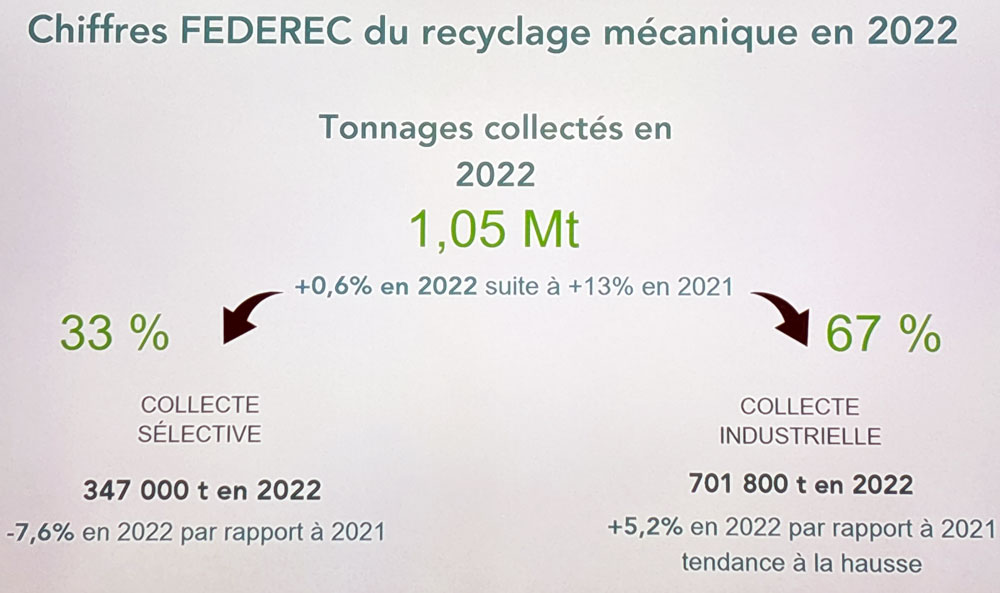 Chiffres FEDEREC du recyclage mécanique en 2022
Tonnages collectés en
2022
1,05 Mt
+0,6% en 2022 suite à +13% en 2021
33 %
67 %
COLLECTE
SÉLECTIVE
347 000 t en 2022
-7,6% en 2022 par rapport à 2021
COLLECTE
INDUSTRIELLE
701 800 t en 2022
+5,2% en 2022 par rapport à 2021
tendance à la hausse